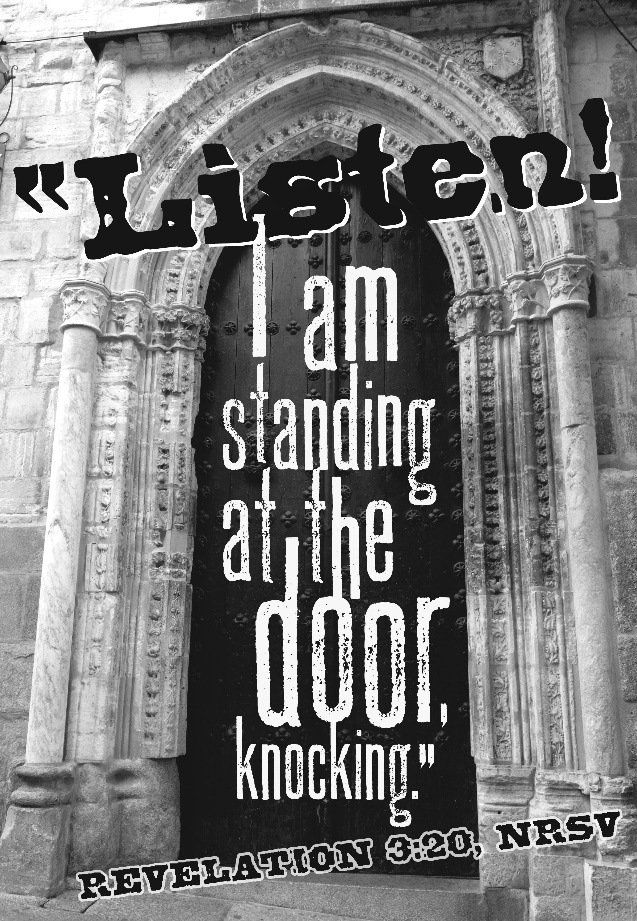 “Listen!
I am
standing
at the
door,
knocking.”
REVELATION 3:20, NRSV